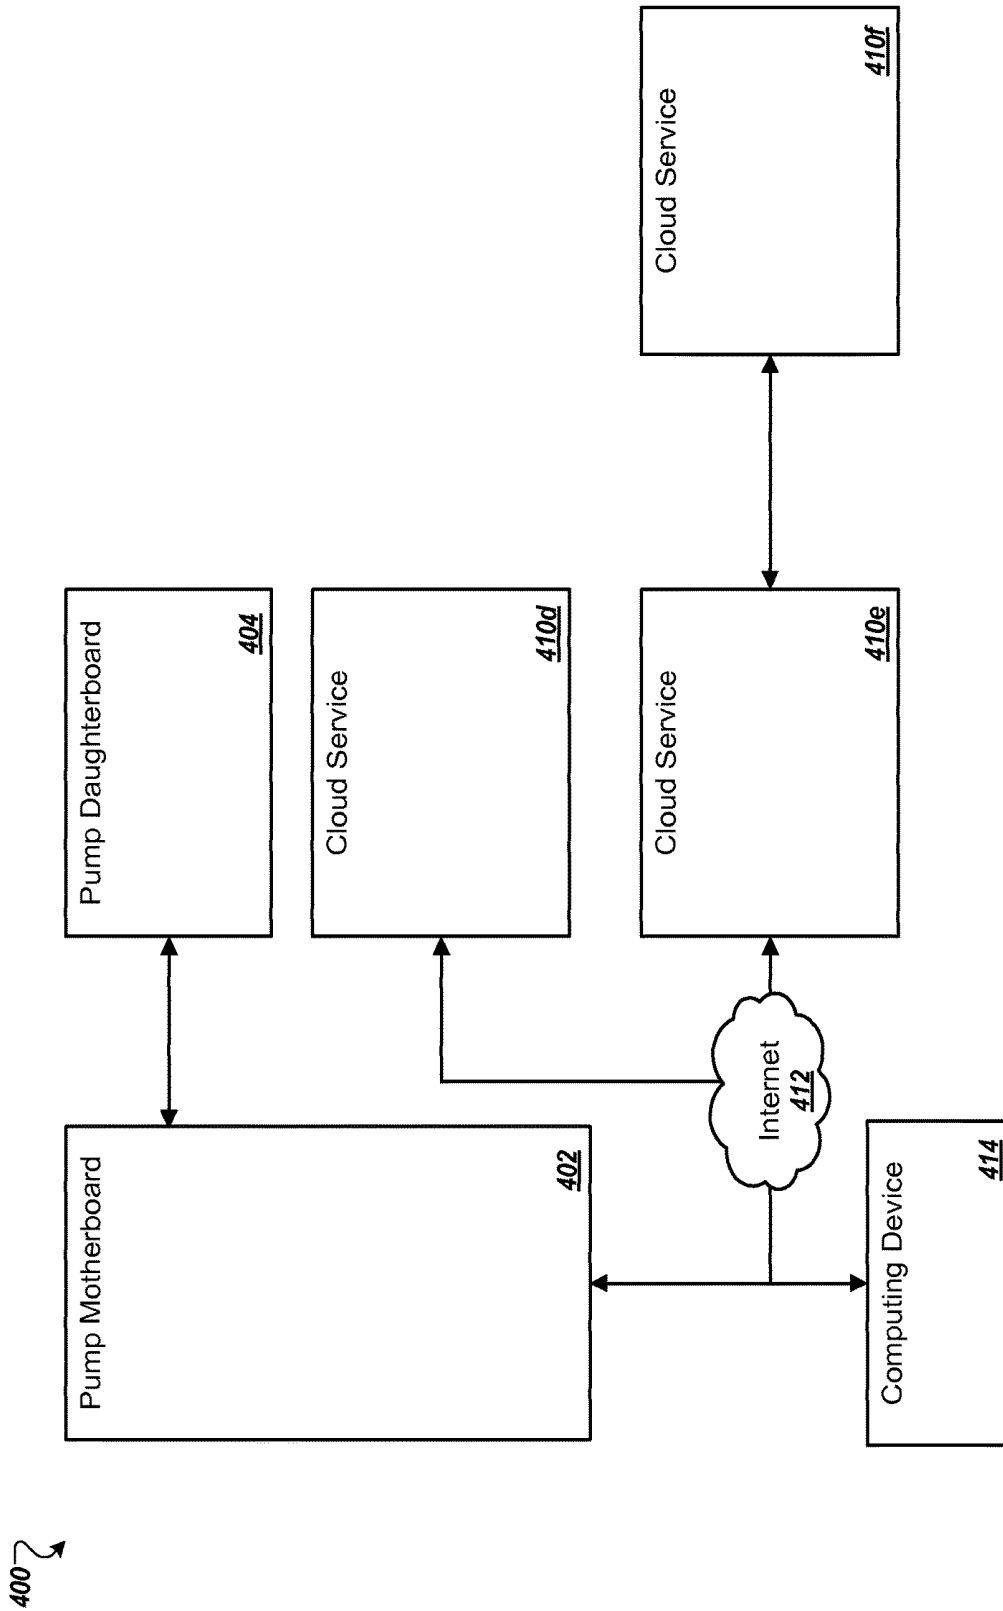 400
Pump Motherboard
402
Pump Daughterboard
404
Cloud Service
410d
Internet
412
Cloud Service
410e
Cloud Service
410f
Computing Device
414